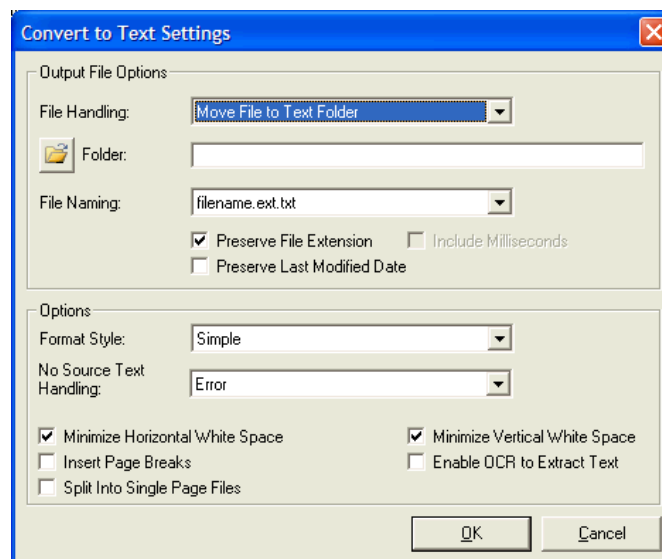 Convert to Text Settings
Output File Options
File Handling: Move File to Text Folder
Folder:
File Naming: filename.ext.txt
Preserve File Extension Include Milliseconds
Preserve Last Modified Date
Options
Format Style: Simple
No Source Text
Handling: Error
Minimize Horizontal White Space Minimize Vertical White Space
Insert Page Breaks Enable OCR to Extract Text
Split Into Single Page Files
OK Cancel